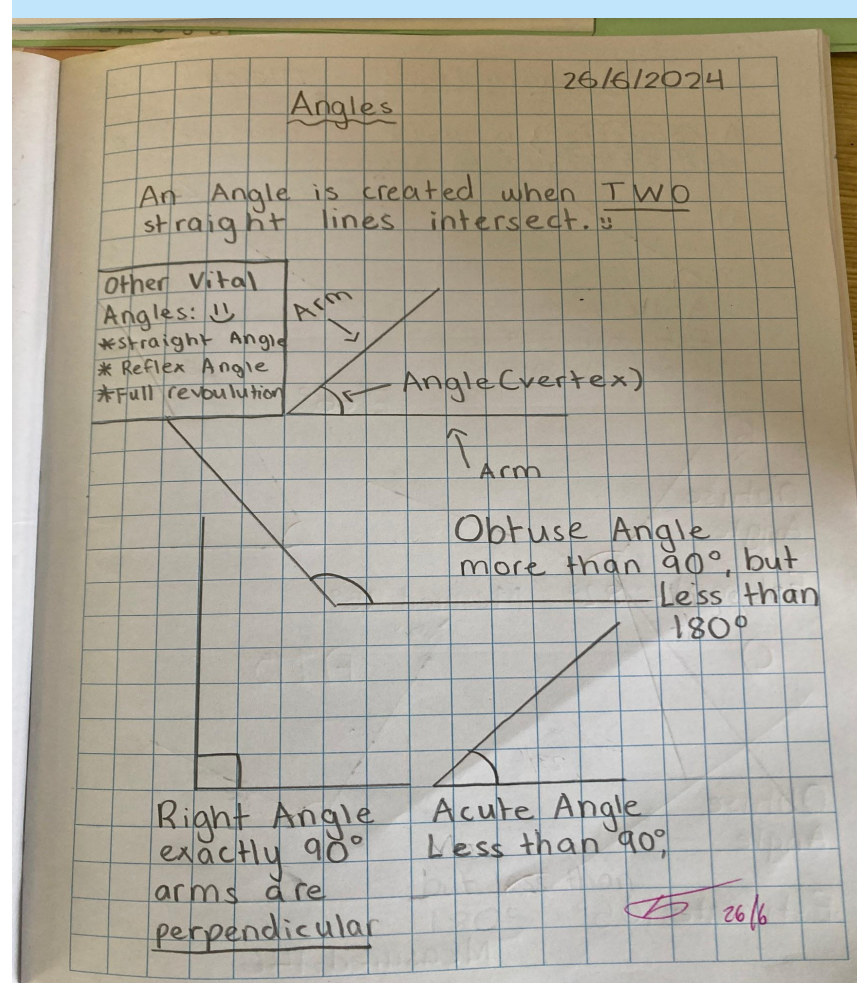 26/6/2024
Angles
An Angle is created when TWO
straight lines intersect.
Other Vital
Angles:
*straight Angle
* Reflex Angle
*Full revoulution
Arm
Angle(vertex)
Arm
Obtuse Angle
more than 90°, but
Less than
180°
Right Angle
exactly 90°
arms are
perpendicular
Acute Angle
Less than 90°,
26/6